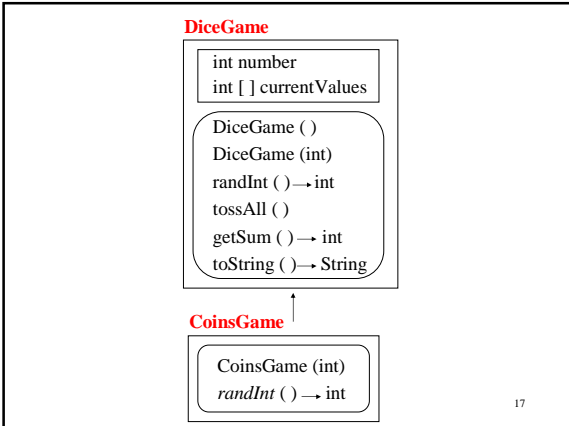 DiceGame
int number
int [ ] currentValues
DiceGame ( )
DiceGame (int)
randInt ( ) → int
tossAll ( )
getSum ( ) → int
toString ( ) → String
CoinsGame
CoinsGame (int)
randInt ( ) → int
17